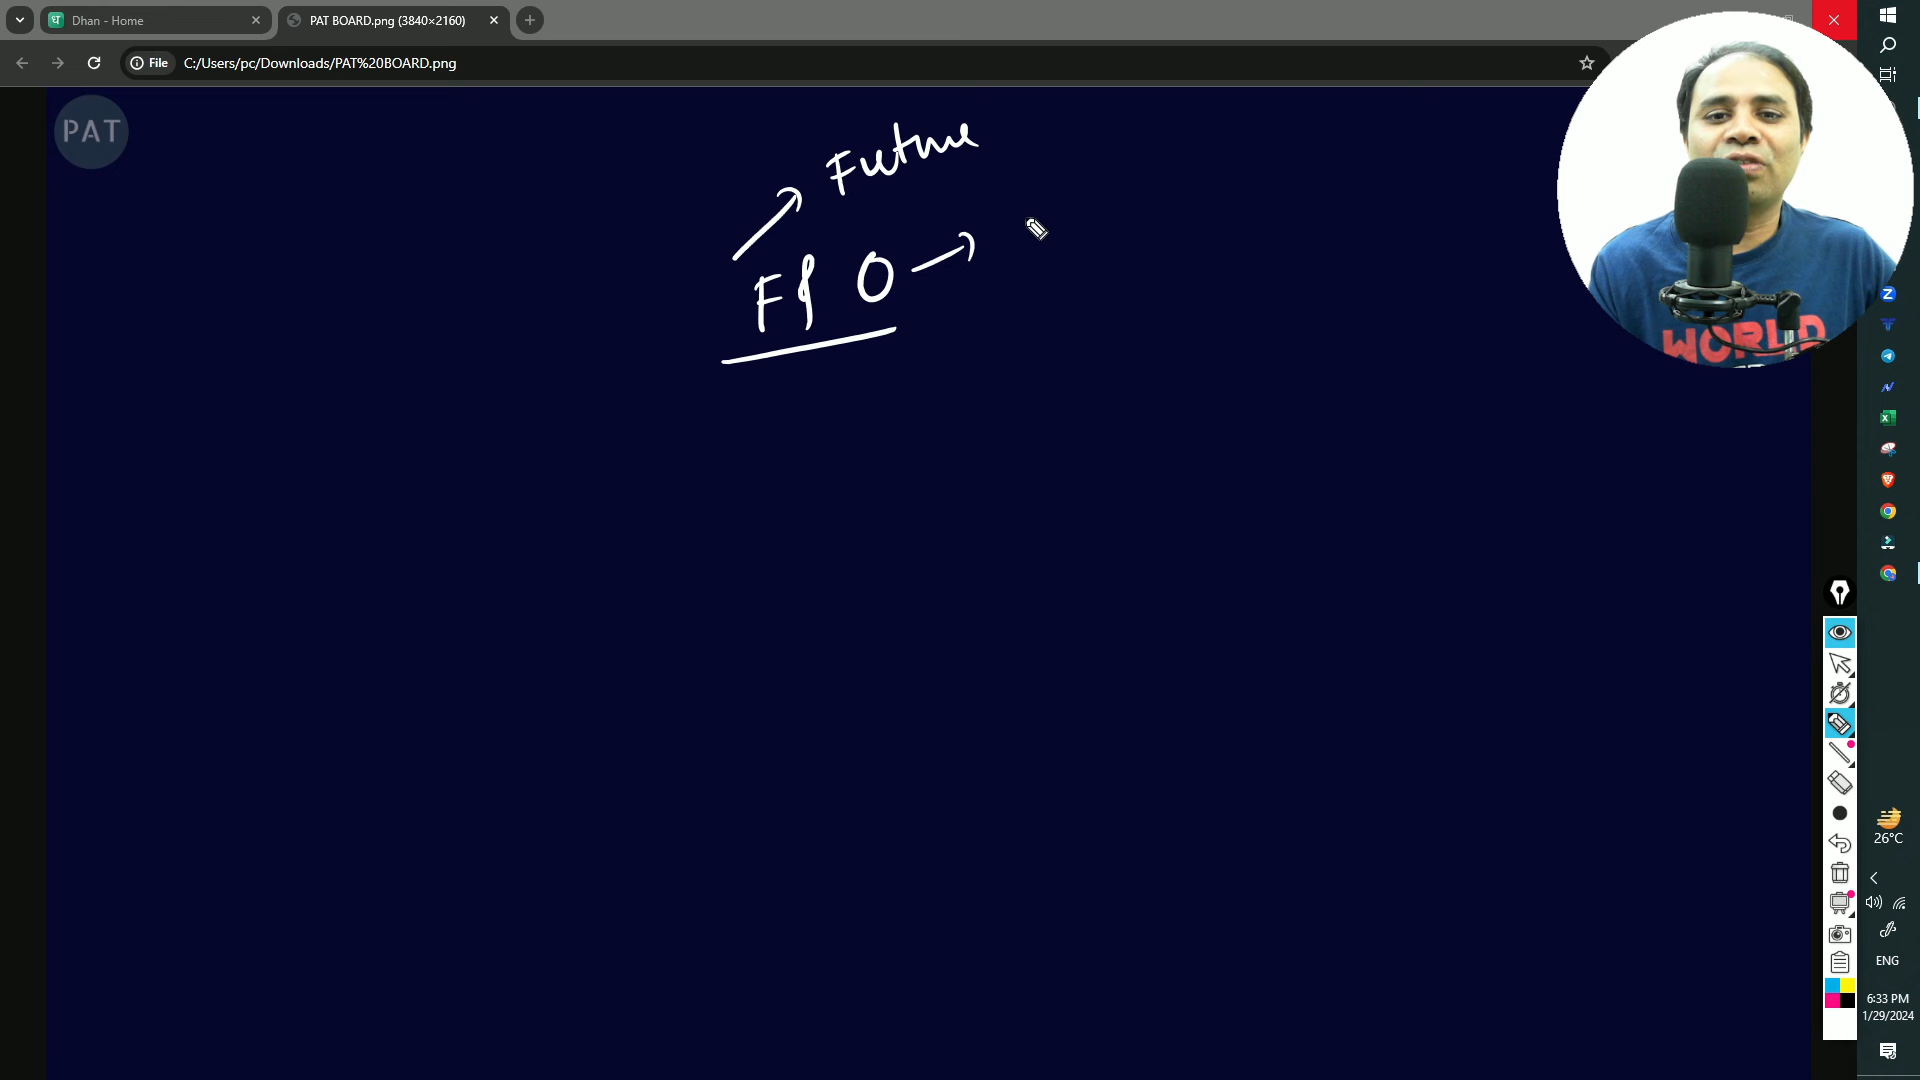 Dhan - Home
PAT BOARD.png (3840×2160)
File C:/Users/pc/Downloads/PAT%20BOARD.png
PAT
Future
F& O
WORLD
26°C
ENG
6:33 PM
1/29/2024